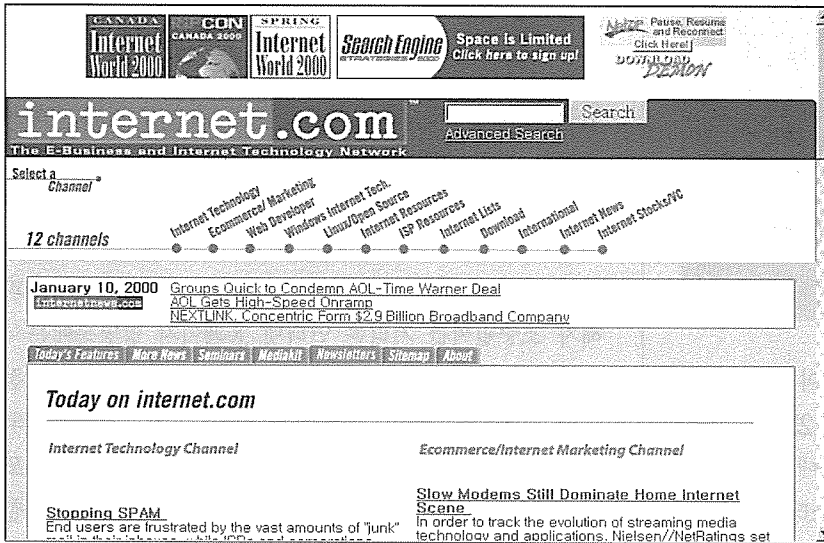 CANADA
Internet
World 2000
CON
CANADA 2000
SPRING
Internet
World 2000
Search Engine
STRATEGIES 2000
Space is Limited
Click here to sign up!
Pause, Resume
and Reconnect
Click Here!
DOWNLOAD
DEMON
internet.com
The E-Business and Internet Technology Network
Search
Advanced Search
Select a
Channel
12 channels
Internet Technology
Ecommerce/Marketing
Web Developer
Windows Internet Tech.
Linux/Open Source
Internet Resources
ISP Resources
Internet Lists
Download
International
Internet News
Internet Stocks/VC
January 10, 2000
internetnews.com
Groups Quick to Condemn AOL-Time Warner Deal
AOL Gets High-Speed Onramp
NEXTLINK, Concentric Form $2.9 Billion Broadband Company
Today's Features
More News
Seminars
Mediakit
Newsletters
Sitemap
About
Today on internet.com
Internet Technology Channel
Ecommerce/Internet Marketing Channel
Stopping SPAM
End users are frustrated by the vast amounts of "junk"
Slow Modems Still Dominate Home Internet
Scene
In order to track the evolution of streaming media
technology and applications, Nielsen//NetRatings set